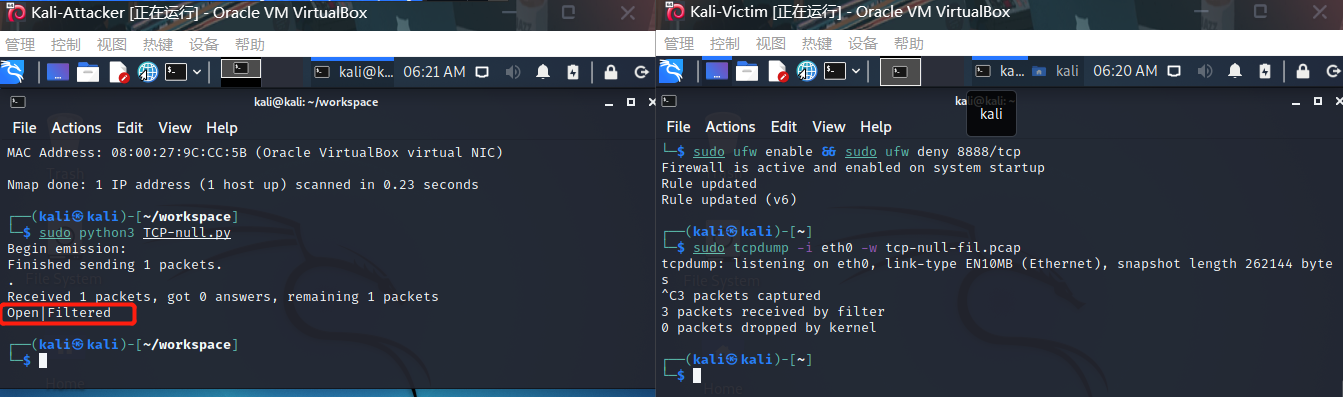 Kali-Attacker [正在运行] - Oracle VM VirtualBox
管理 控制 视图 热键 设备 帮助
kali@k... 06:21 AM
kali@kali: ~/workspace
File Actions Edit View Help
MAC Address: 08:00:27:9C:CC:5B (Oracle VirtualBox virtual NIC)
Nmap done: 1 IP address (1 host up) scanned in 0.23 seconds
┌──(kali㉿kali)-[~/workspace]
└─$ sudo python3 TCP-null.py
Begin emission:
Finished sending 1 packets.
.
Received 1 packets, got 0 answers, remaining 1 packets
Open|Filtered
┌──(kali㉿kali)-[~/workspace]
└─$
File System
Home
Kali-Victim [正在运行] - Oracle VM VirtualBox
管理 控制 视图 热键 设备 帮助
ka... kali 06:20 AM
kali@kali: ~
kali
File Actions Edit View Help
└─$ sudo ufw enable && sudo ufw deny 8888/tcp
Firewall is active and enabled on system startup
Rule updated
Rule updated (v6)
┌──(kali㉿kali)-[~]
└─$ sudo tcpdump -i eth0 -w tcp-null-fil.pcap
tcpdump: listening on eth0, link-type EN10MB (Ethernet), snapshot length 262144 byte
s
^C3 packets captured
3 packets received by filter
0 packets dropped by kernel
┌──(kali㉿kali)-[~]
└─$
Home